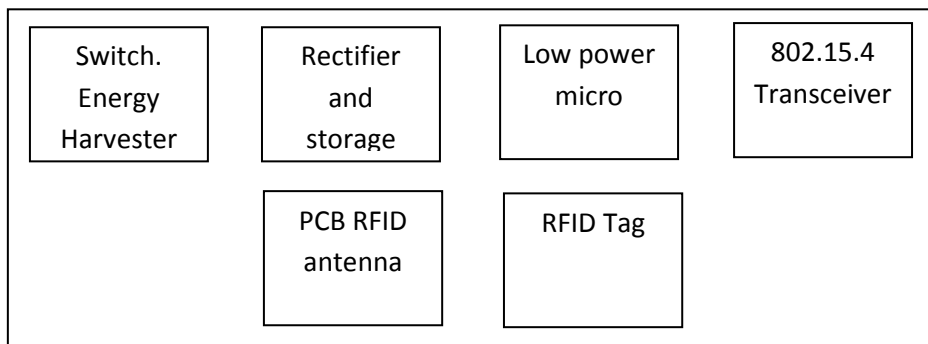 Switch.
Energy
Harvester
Rectifier
and
storage
Low power
micro
802.15.4
Transceiver
PCB RFID
antenna
RFID Tag